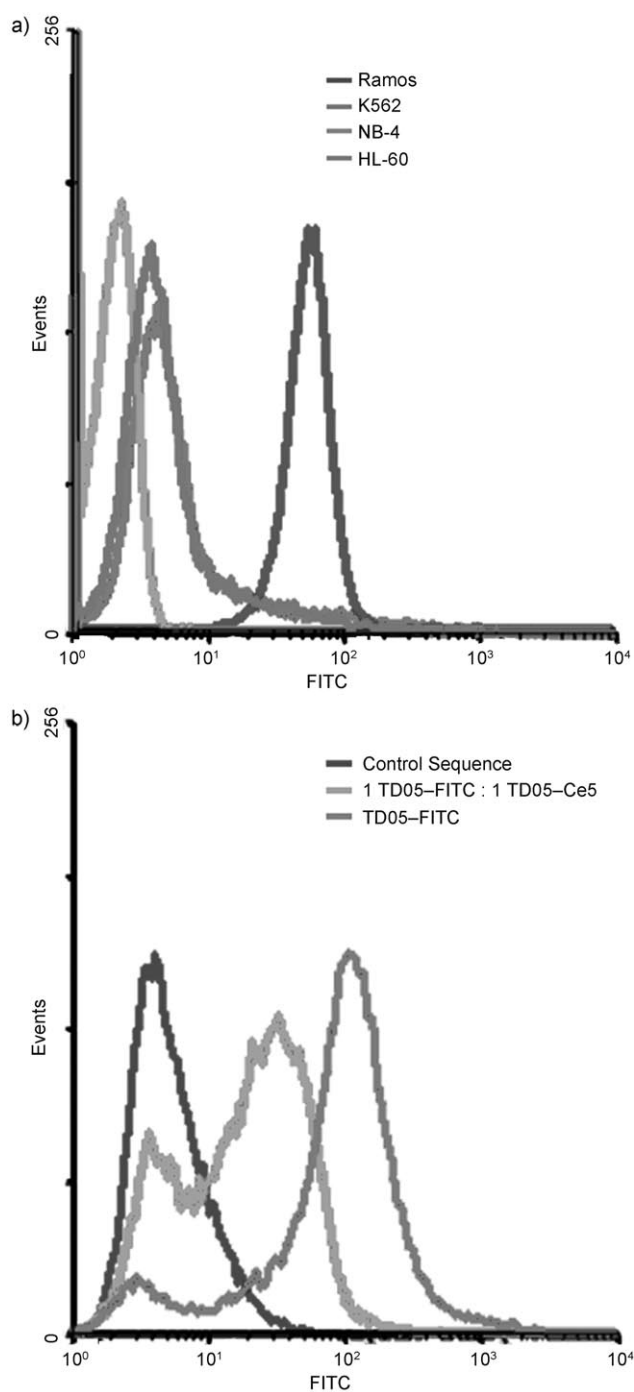 a)
256
Ramos
K562
NB-4
HL-60
Events
0
10⁰ 10¹ 10² 10³ 10⁴
FITC
b)
256
Control Sequence
1 TD05–FITC : 1 TD05–Ce5
TD05–FITC
Events
0
10⁰ 10¹ 10² 10³ 10⁴
FITC